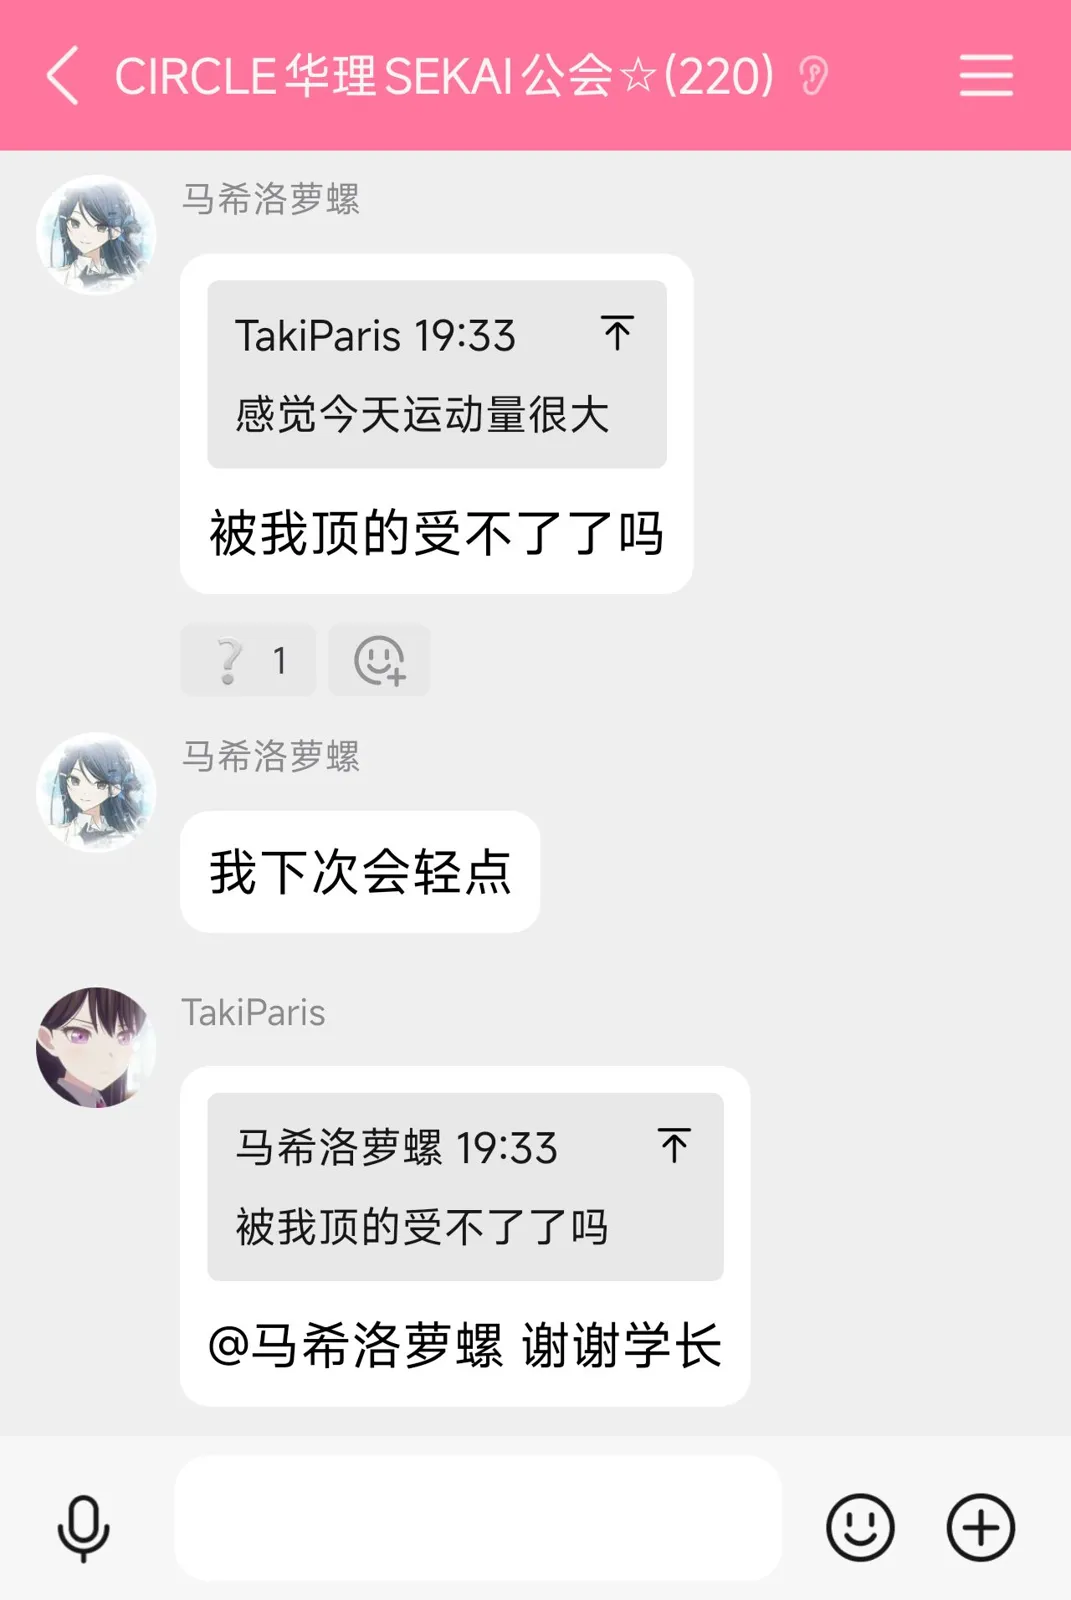 CIRCLE华理SEKAI公会☆(220)
马希洛萝螺
TakiParis 19:33
感觉今天运动量很大
被我顶的受不了了吗
❔ 1
马希洛萝螺
我下次会轻点
TakiParis
马希洛萝螺 19:33
被我顶的受不了了吗
@马希洛萝螺 谢谢学长